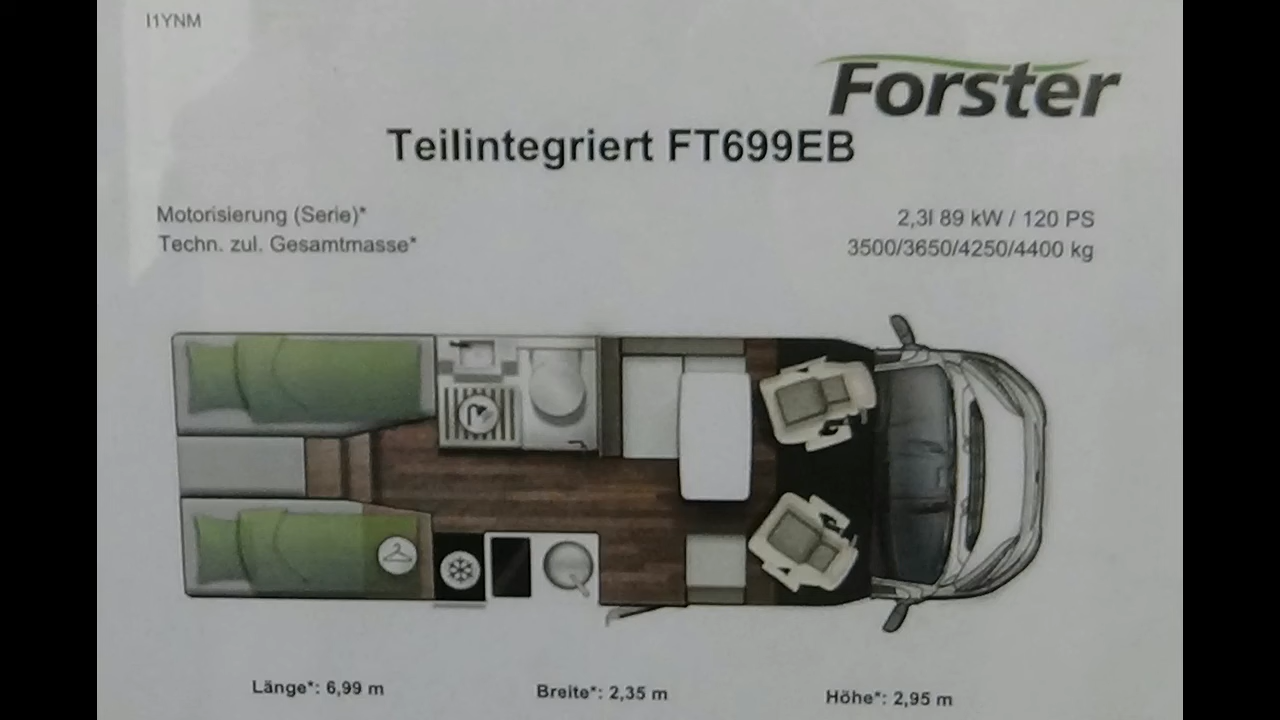 I1YNM
Forster
Teilintegriert FT699EB
Motorisierung (Serie)* 2,3l 89 kW / 120 PS
Techn. zul. Gesamtmasse* 3500/3650/4250/4400 kg
Länge*: 6,99 m Breite*: 2,35 m Höhe*: 2,95 m